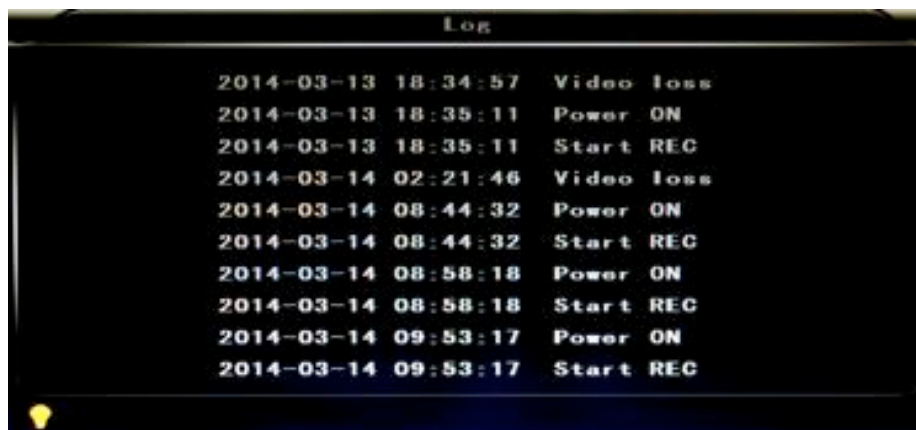 Log
2014-03-13 18:34:57 Video loss
2014-03-13 18:35:11 Power ON
2014-03-13 18:35:11 Start REC
2014-03-14 02:21:46 Video loss
2014-03-14 08:44:32 Power ON
2014-03-14 08:44:32 Start REC
2014-03-14 08:58:18 Power ON
2014-03-14 08:58:18 Start REC
2014-03-14 09:53:17 Power ON
2014-03-14 09:53:17 Start REC